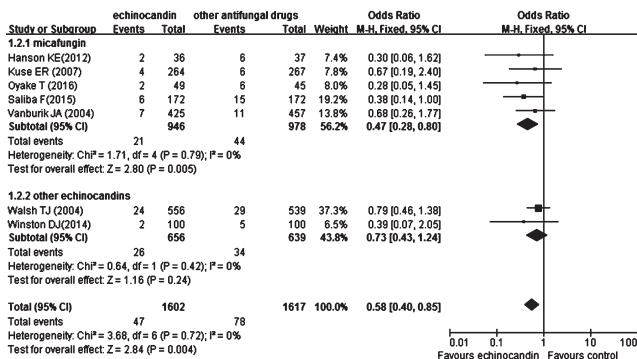 echinocandin other antifungal drugs Odds Ratio Odds Ratio
Study or Subgroup Events Total Events Total Weight M-H, Fixed, 95% CI M-H, Fixed, 95% CI
1.2.1 micafungin
Hanson KE(2012) 2 36 6 37 7.4% 0.30 [0.06, 1.62]
Kuse ER (2007) 4 264 6 267 7.8% 0.67 [0.19, 2.40]
Oyake T (2016) 2 49 6 45 8.0% 0.28 [0.05, 1.45]
Saliba F(2015) 6 172 15 172 19.2% 0.38 [0.14, 1.00]
Vanburik JA (2004) 7 425 11 457 13.8% 0.68 [0.26, 1.77]
Subtotal (95% CI) 946 978 56.2% 0.47 [0.28, 0.80]
Total events 21 44
Heterogeneity: Chi² = 1.71, df = 4 (P = 0.79); I² = 0%
Test for overall effect: Z = 2.80 (P = 0.005)
1.2.2 other echinocandins
Walsh TJ (2004) 24 556 29 539 37.3% 0.79 [0.46, 1.38]
Winston DJ(2014) 2 100 5 100 6.5% 0.39 [0.07, 2.05]
Subtotal (95% CI) 656 639 43.8% 0.73 [0.43, 1.24]
Total events 26 34
Heterogeneity: Chi² = 0.64, df = 1 (P = 0.42); I² = 0%
Test for overall effect: Z = 1.16 (P = 0.24)
Total (95% CI) 1602 1617 100.0% 0.58 [0.40, 0.85]
Total events 47 78
Heterogeneity: Chi² = 3.68, df = 6 (P = 0.72); I² = 0%
Test for overall effect: Z = 2.84 (P = 0.004)
0.01 0.1 1 10 100
Favours echinocandin Favours control